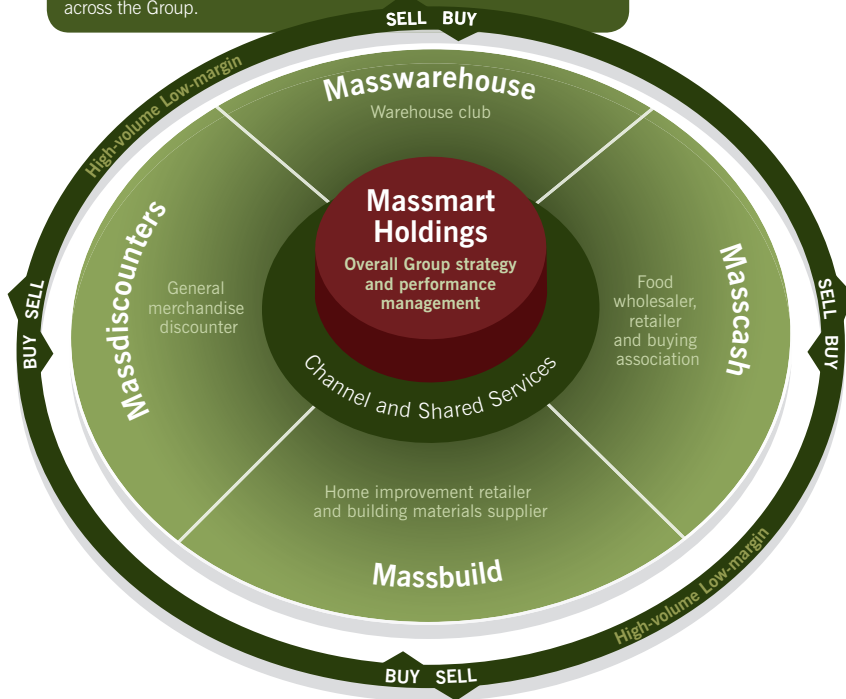 across the Group.
SELL BUY
High-volume Low-margin
Masswarehouse
Warehouse club
Massmart
Holdings
Overall Group strategy
and performance
management
Massdiscounters
General
merchandise
discounter
Masscash
Food
wholesaler,
retailer
and buying
association
BUY SELL
SELL BUY
Channel and Shared Services
Home improvement retailer
and building materials supplier
Massbuild
High-volume Low-margin
BUY SELL